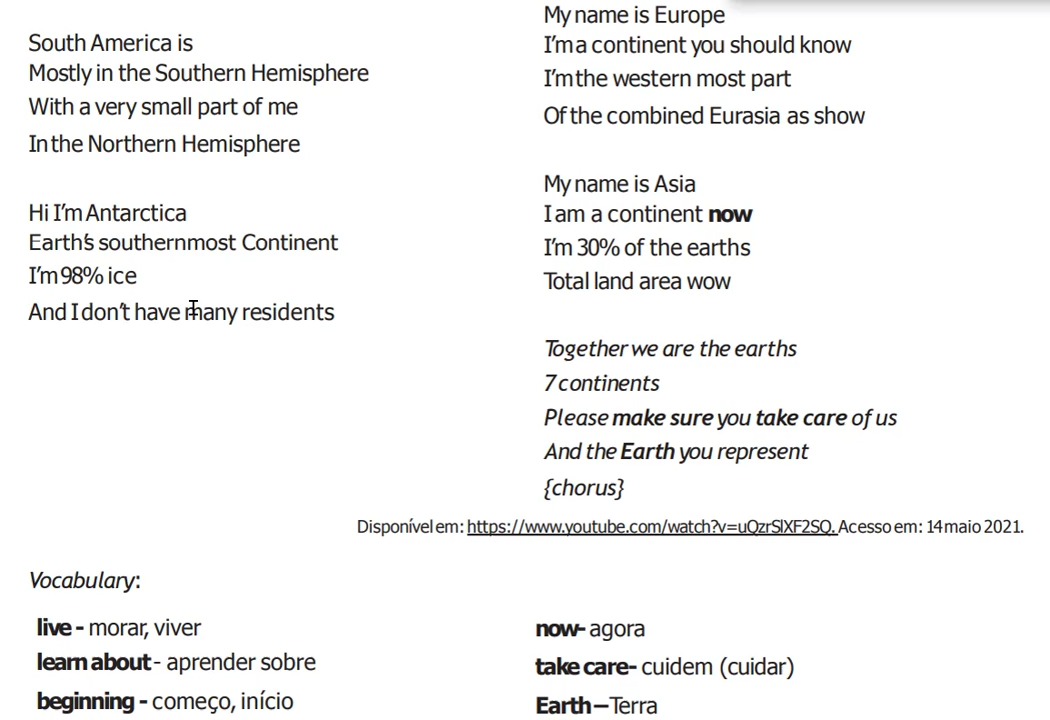 South America is
Mostly in the Southern Hemisphere
With a very small part of me
In the Northern Hemisphere
Hi I'm Antarctica
Earth's southernmost Continent
I'm 98% ice
And I don't have many residents
My name is Europe
I'm a continent you should know
I'm the western most part
Of the combined Eurasia as show
My name is Asia
I am a continent now
I'm 30% of the earths
Total land area wow
Together we are the earths
7 continents
Please make sure you take care of us
And the Earth you represent
{chorus}
Disponível em: https://www.youtube.com/watch?v=uQzrSlXF2SQ. Acesso em: 14 maio 2021.
Vocabulary:
live - morar, viver
learn about - aprender sobre
beginning - começo, início
now- agora
take care- cuidem (cuidar)
Earth – Terra